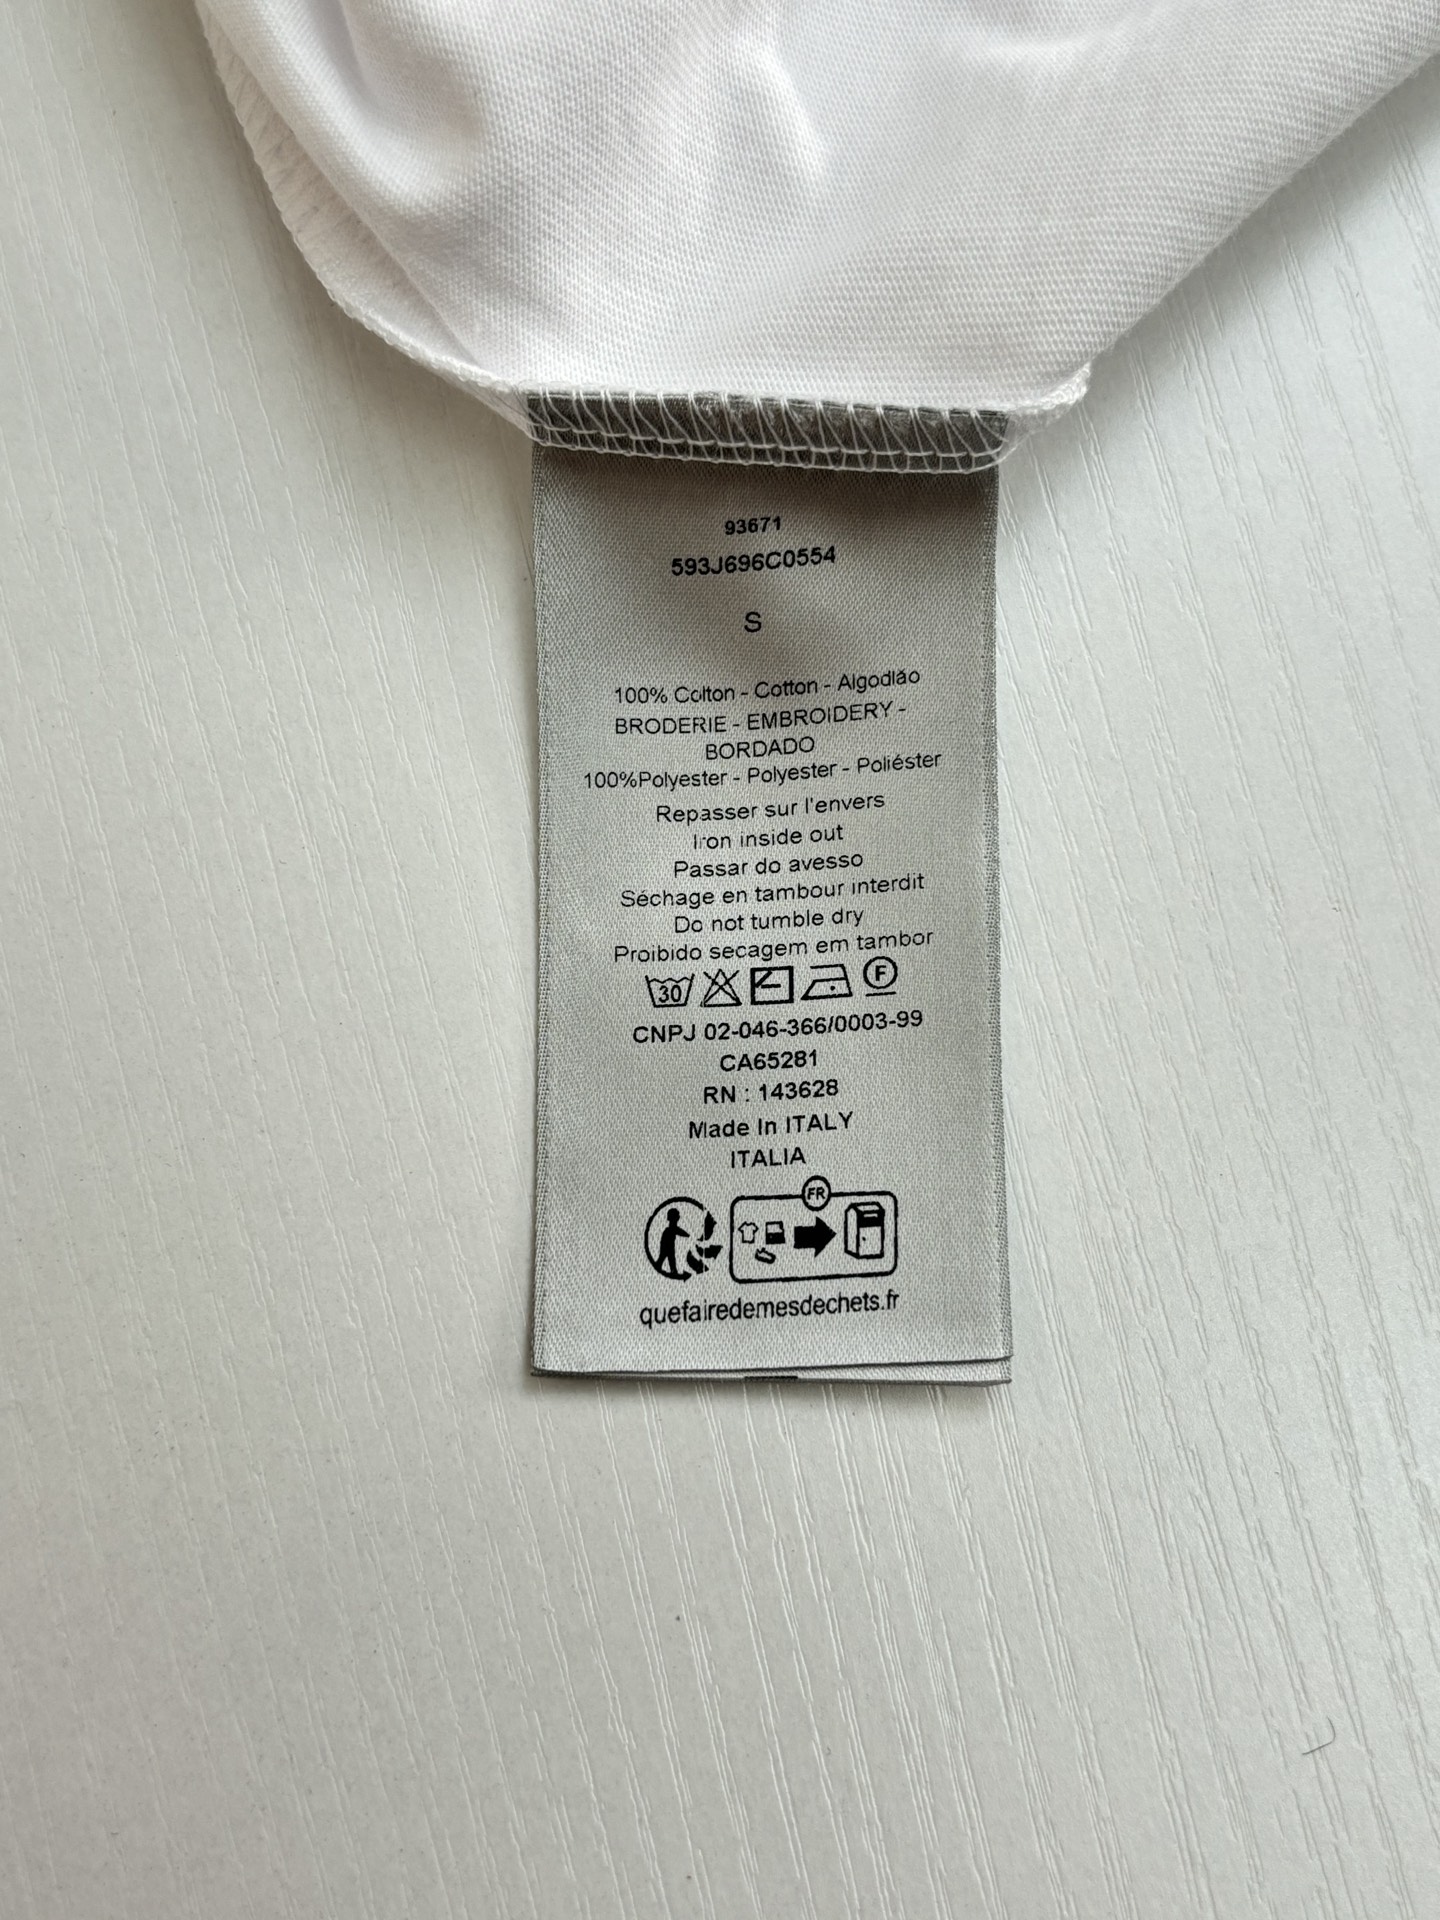 93671
593J696C0554
S
100% Colton - Cotton - Algodlão
BRODERIE - EMBROIDERY -
BORDADO
100%Polyester - Polyester - Poliéster
Repasser sur l'envers
Iron inside out
Passar do avesso
Séchage en tambour interdit
Do not tumble dry
Proibido secagem em tambor
30 F
CNPJ 02-046-366/0003-99
CA65281
RN : 143628
Made In ITALY
ITALIA
FR
quefairedemesdechets.fr